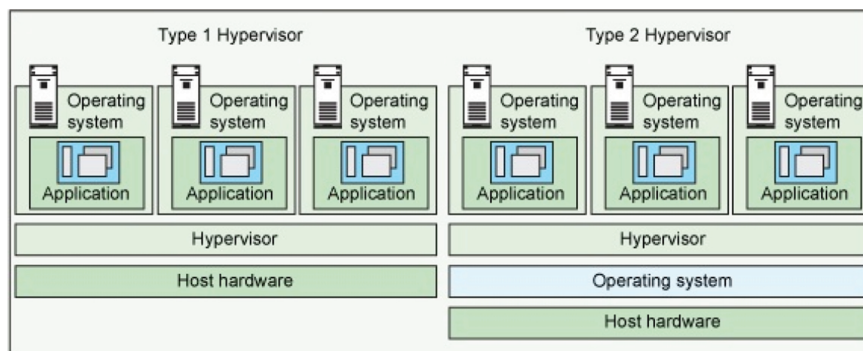 Type 1 Hypervisor
Operating
system
Application
Operating
system
Application
Operating
system
Application
Hypervisor
Host hardware
Type 2 Hypervisor
Operating
system
Application
Operating
system
Application
Operating
system
Application
Hypervisor
Operating system
Host hardware